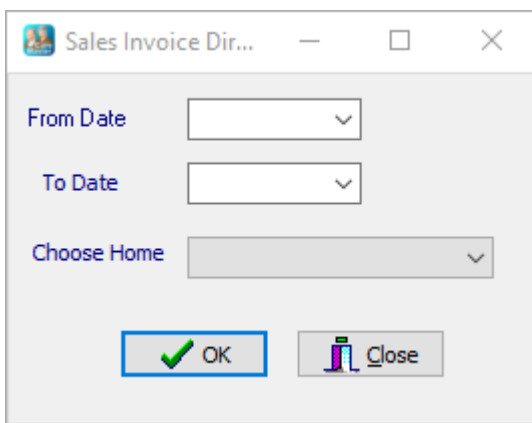 Sales Invoice Dir...
From Date
To Date
Choose Home
OK
Close